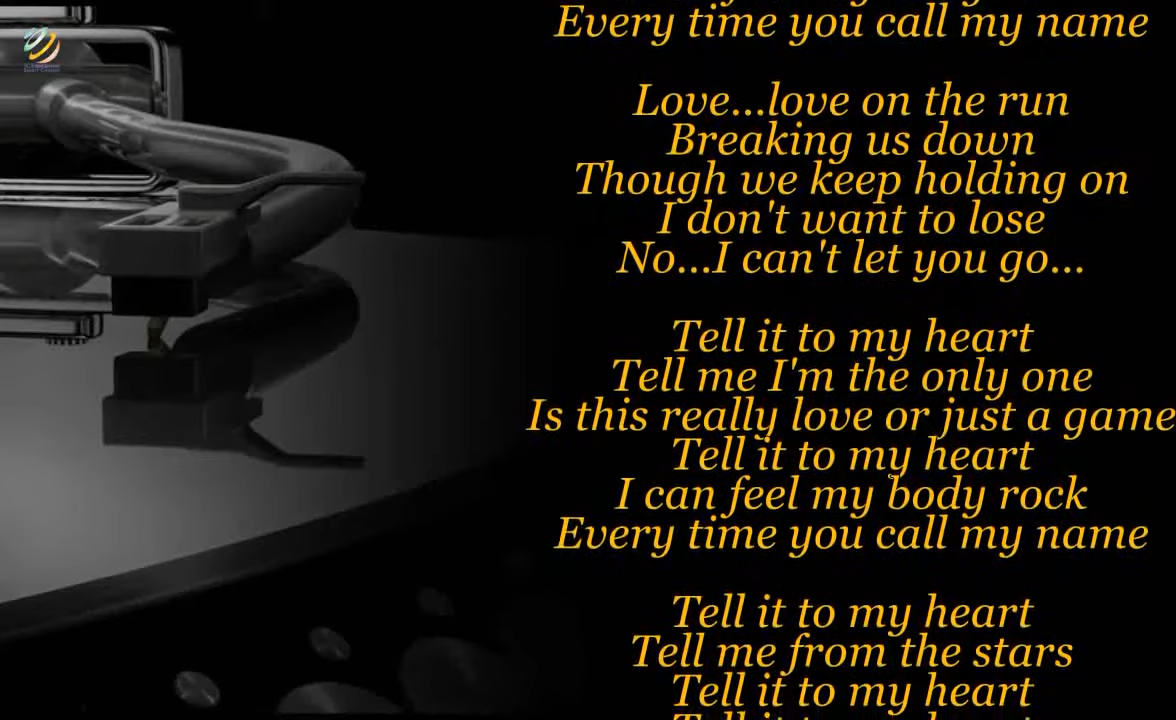 Every time you call my name
Love...love on the run
Breaking us down
Though we keep holding on
I don't want to lose
No...I can't let you go...
Tell it to my heart
Tell me I'm the only one
Is this really love or just a game
Tell it to my heart
I can feel my body rock
Every time you call my name
Tell it to my heart
Tell me from the stars
Tell it to my heart